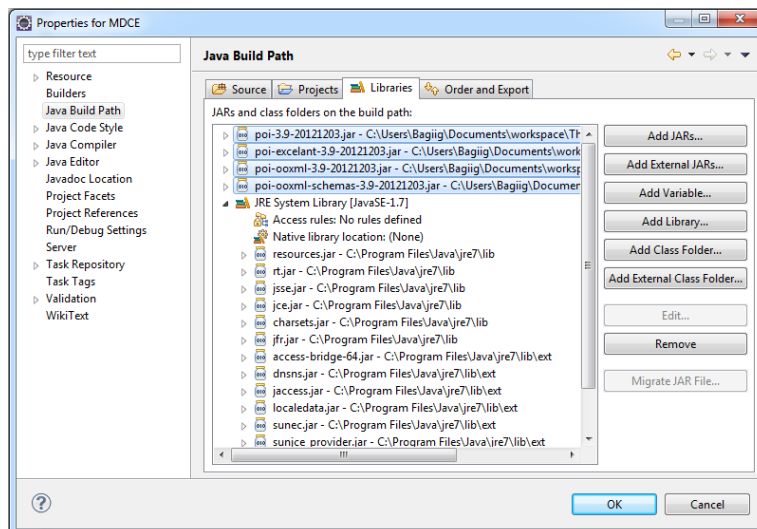 Properties for MDCE
type filter text
Resource
Builders
Java Build Path
Java Code Style
Java Compiler
Java Editor
Javadoc Location
Project Facets
Project References
Run/Debug Settings
Server
Task Repository
Task Tags
Validation
WikiText
Java Build Path
Source
Projects
Libraries
Order and Export
JARs and class folders on the build path:
poi-3.9-20121203.jar - C:\Users\Bagiig\Documents\workspace\Th
poi-excelant-3.9-20121203.jar - C:\Users\Bagiig\Documents\work
poi-ooxml-3.9-20121203.jar - C:\Users\Bagiig\Documents\worksp
poi-ooxml-schemas-3.9-20121203.jar - C:\Users\Bagiig\Documen
JRE System Library [JavaSE-1.7]
Access rules: No rules defined
Native library location: (None)
resources.jar - C:\Program Files\Java\jre7\lib
rt.jar - C:\Program Files\Java\jre7\lib
jsse.jar - C:\Program Files\Java\jre7\lib
jce.jar - C:\Program Files\Java\jre7\lib
charsets.jar - C:\Program Files\Java\jre7\lib
jfr.jar - C:\Program Files\Java\jre7\lib
access-bridge-64.jar - C:\Program Files\Java\jre7\lib\ext
dnsns.jar - C:\Program Files\Java\jre7\lib\ext
jaccess.jar - C:\Program Files\Java\jre7\lib\ext
localedata.jar - C:\Program Files\Java\jre7\lib\ext
sunec.jar - C:\Program Files\Java\jre7\lib\ext
sunjce_provider.jar - C:\Program Files\Java\jre7\lib\ext
Add JARs...
Add External JARs...
Add Variable...
Add Library...
Add Class Folder...
Add External Class Folder...
Edit...
Remove
Migrate JAR File...
OK
Cancel